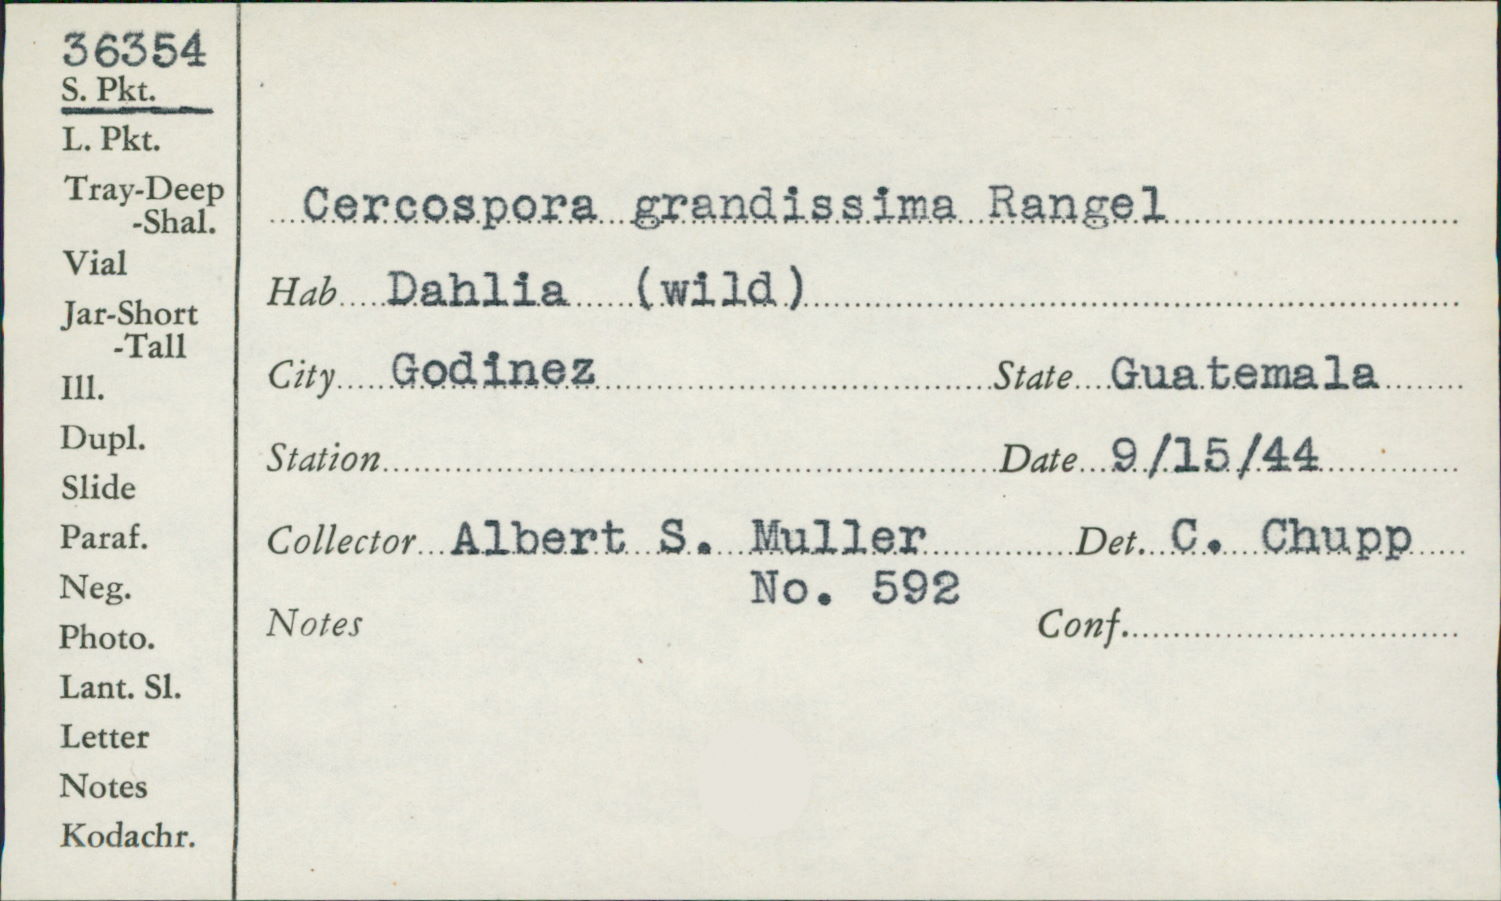 36354
S. Pkt.
L. Pkt.
Tray-Deep
-Shal.
Vial
Jar-Short
-Tall
Ill.
Dupl.
Slide
Paraf.
Neg.
Photo.
Lant. Sl.
Letter
Notes
Kodachr.
Cercospora grandissima Rangel
Hab Dahlia (wild)
City Godinez State Guatemala
Station Date 9/15/44
Collector Albert S. Muller Det. C. Chupp
No. 592
Notes Conf.